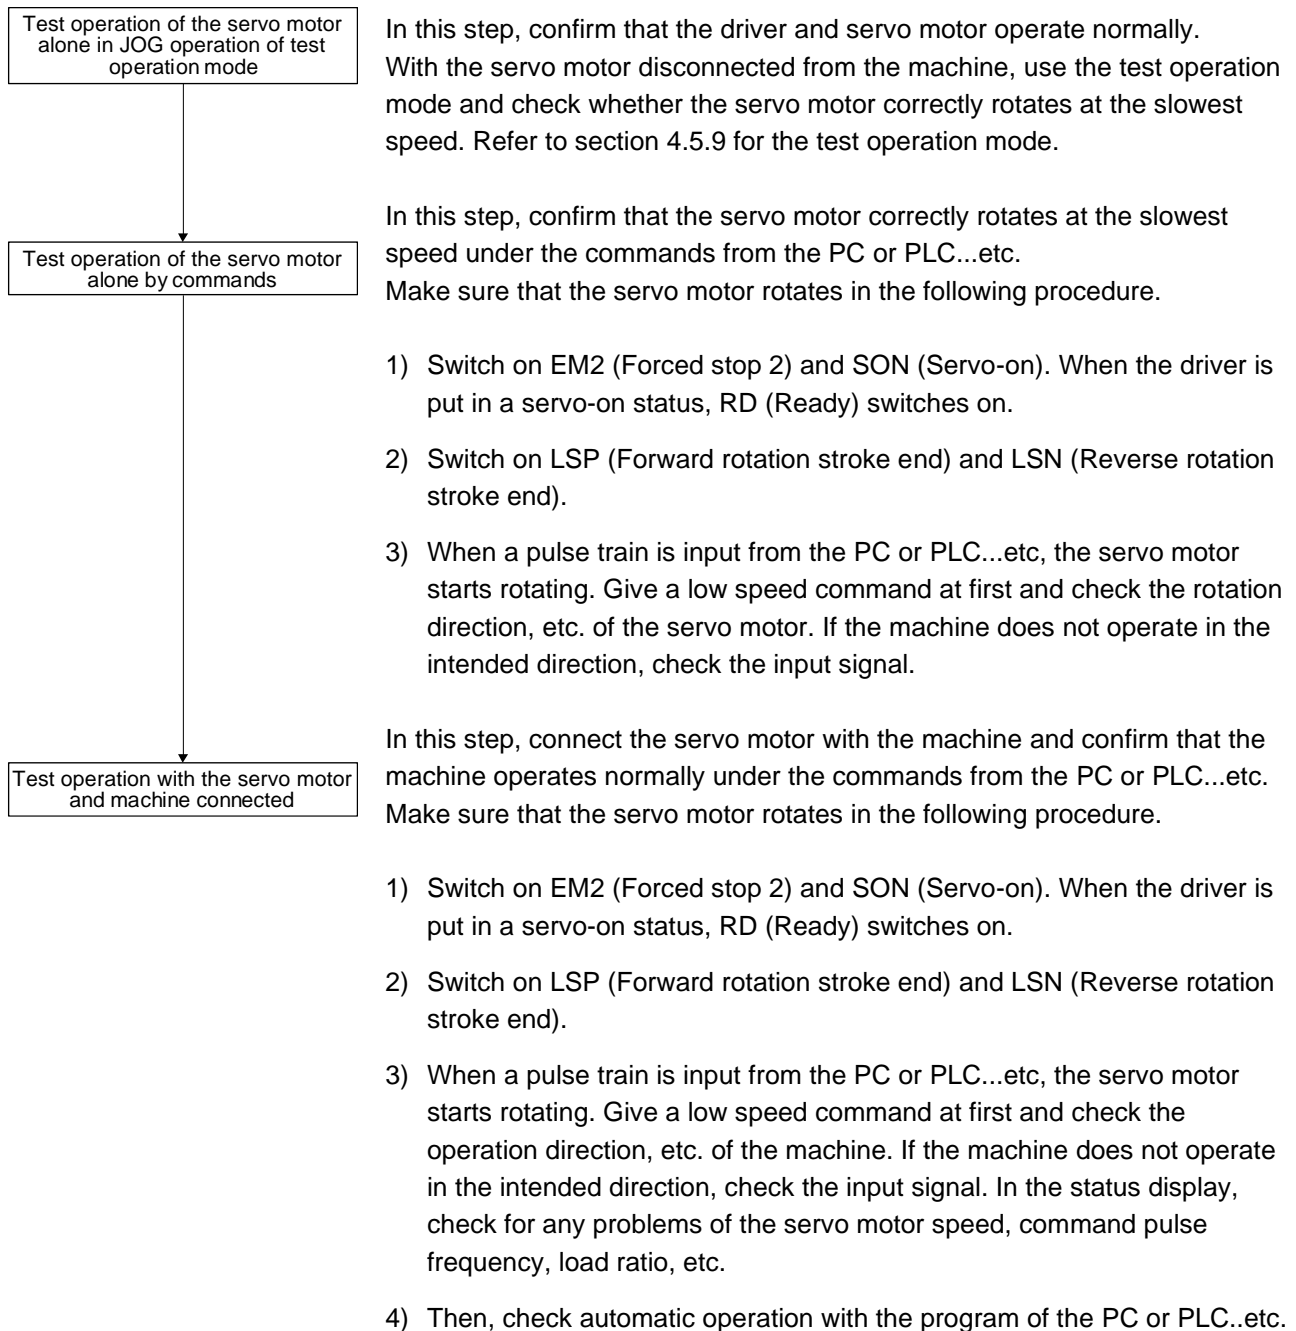 Test operation of the servo motor
alone in JOG operation of test
operation mode
In this step, confirm that the driver and servo motor operate normally.
With the servo motor disconnected from the machine, use the test operation
mode and check whether the servo motor correctly rotates at the slowest
speed. Refer to section 4.5.9 for the test operation mode.
Test operation of the servo motor
alone by commands
In this step, confirm that the servo motor correctly rotates at the slowest
speed under the commands from the PC or PLC...etc.
Make sure that the servo motor rotates in the following procedure.
1) Switch on EM2 (Forced stop 2) and SON (Servo-on). When the driver is
put in a servo-on status, RD (Ready) switches on.
2) Switch on LSP (Forward rotation stroke end) and LSN (Reverse rotation
stroke end).
3) When a pulse train is input from the PC or PLC...etc, the servo motor
starts rotating. Give a low speed command at first and check the rotation
direction, etc. of the servo motor. If the machine does not operate in the
intended direction, check the input signal.
Test operation with the servo motor
and machine connected
In this step, connect the servo motor with the machine and confirm that the
machine operates normally under the commands from the PC or PLC...etc.
Make sure that the servo motor rotates in the following procedure.
1) Switch on EM2 (Forced stop 2) and SON (Servo-on). When the driver is
put in a servo-on status, RD (Ready) switches on.
2) Switch on LSP (Forward rotation stroke end) and LSN (Reverse rotation
stroke end).
3) When a pulse train is input from the PC or PLC...etc, the servo motor
starts rotating. Give a low speed command at first and check the
operation direction, etc. of the machine. If the machine does not operate
in the intended direction, check the input signal. In the status display,
check for any problems of the servo motor speed, command pulse
frequency, load ratio, etc.
4) Then, check automatic operation with the program of the PC or PLC..etc.